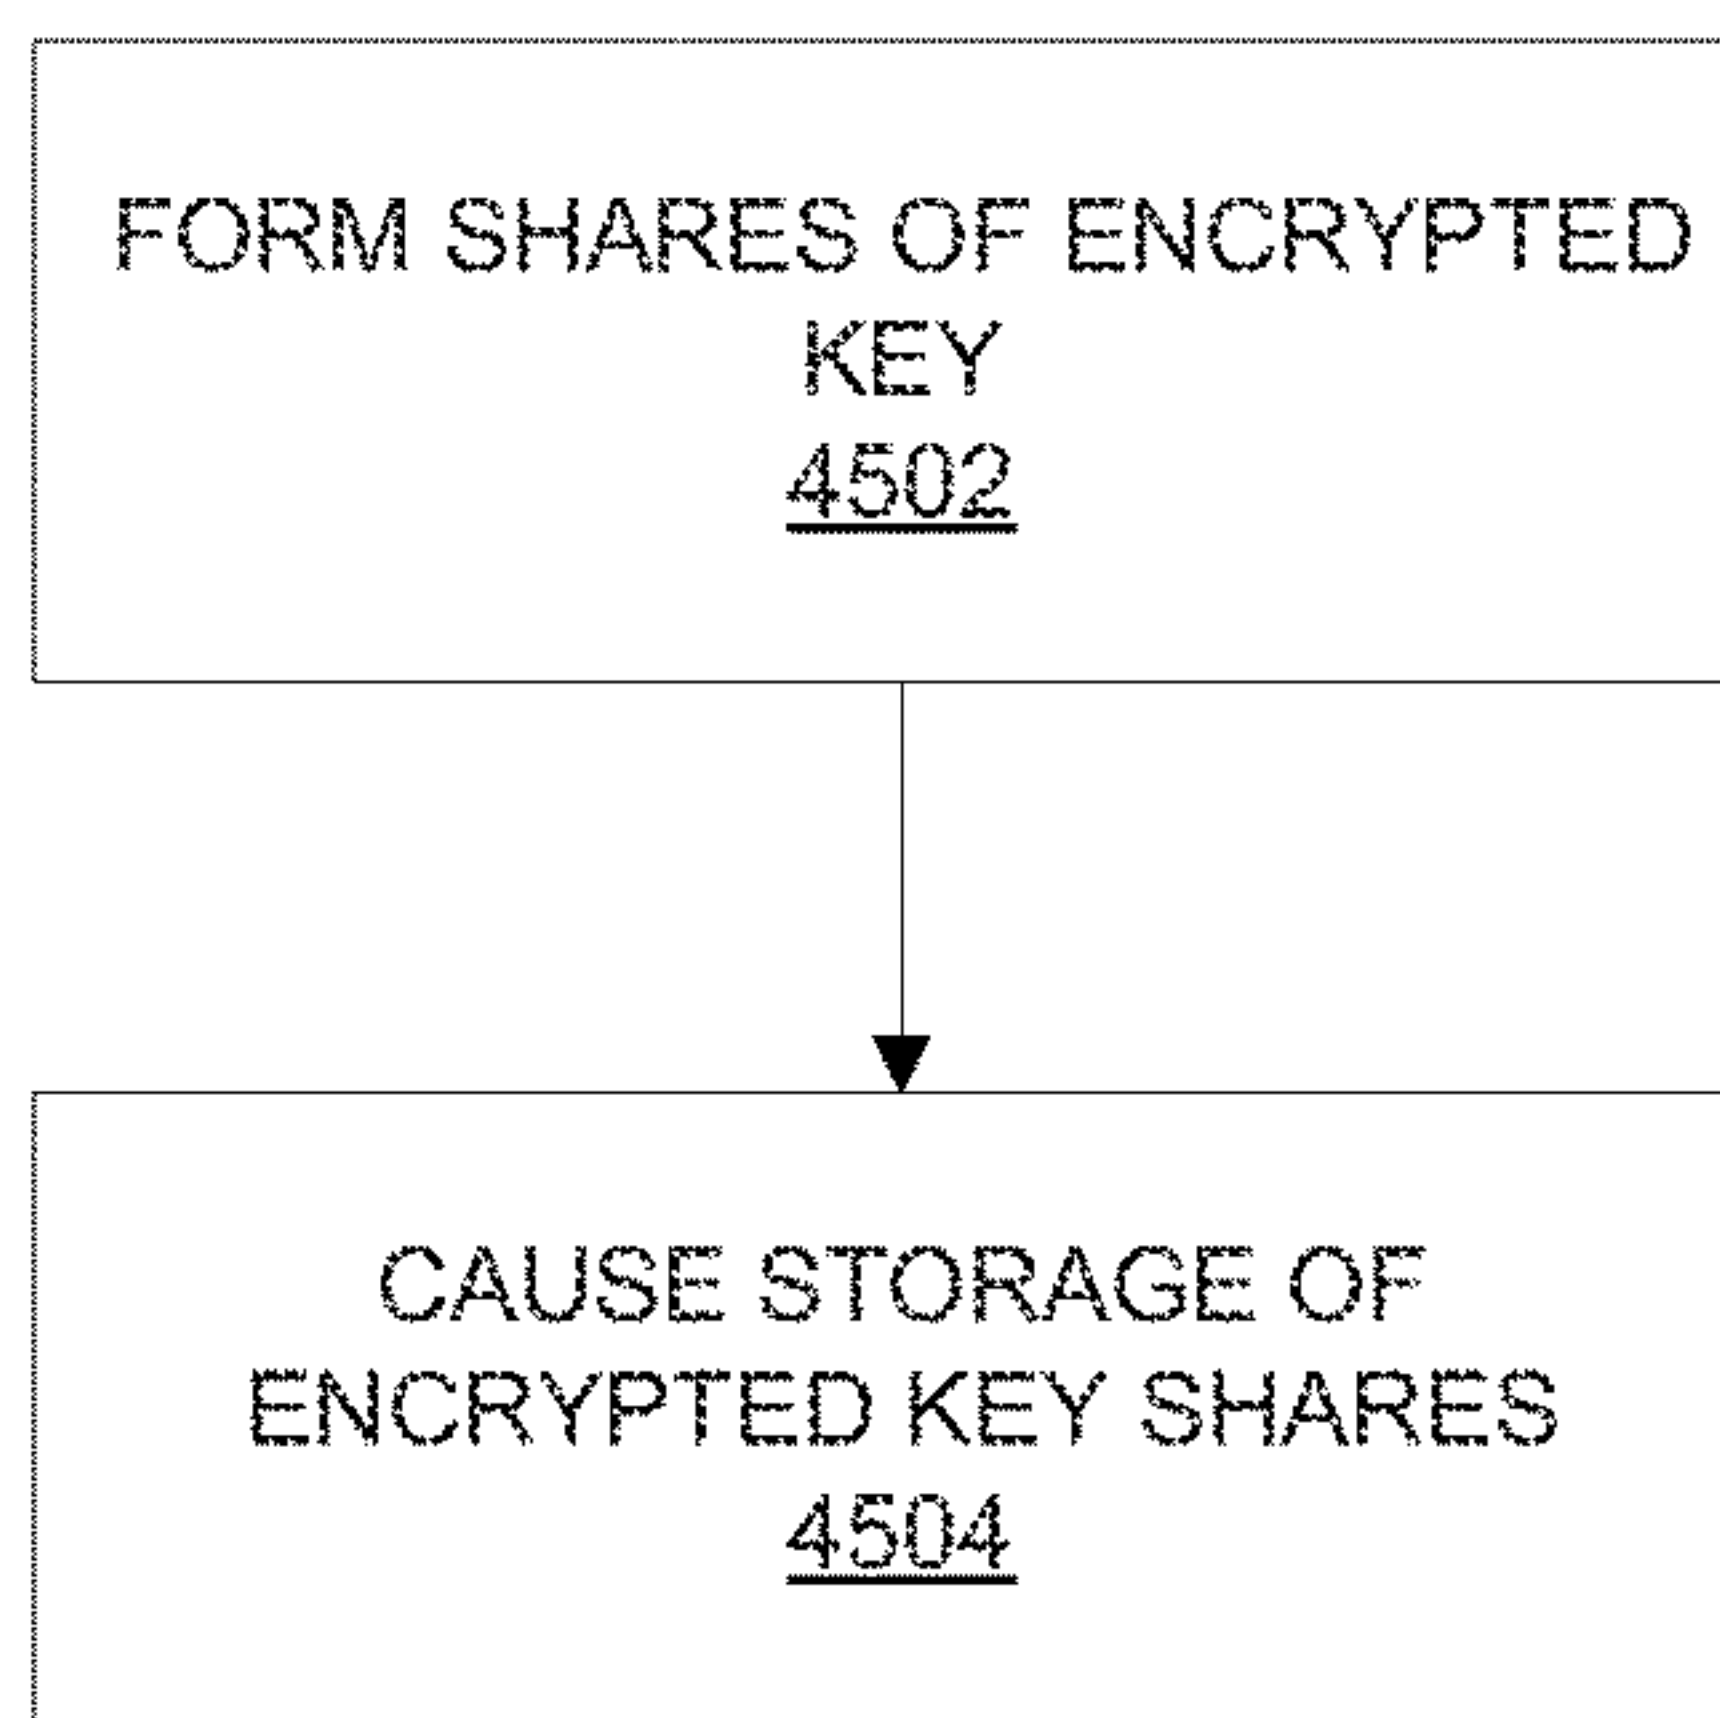 FORM SHARES OF ENCRYPTED
KEY
4502
CAUSE STORAGE OF
ENCRYPTED KEY SHARES
4504